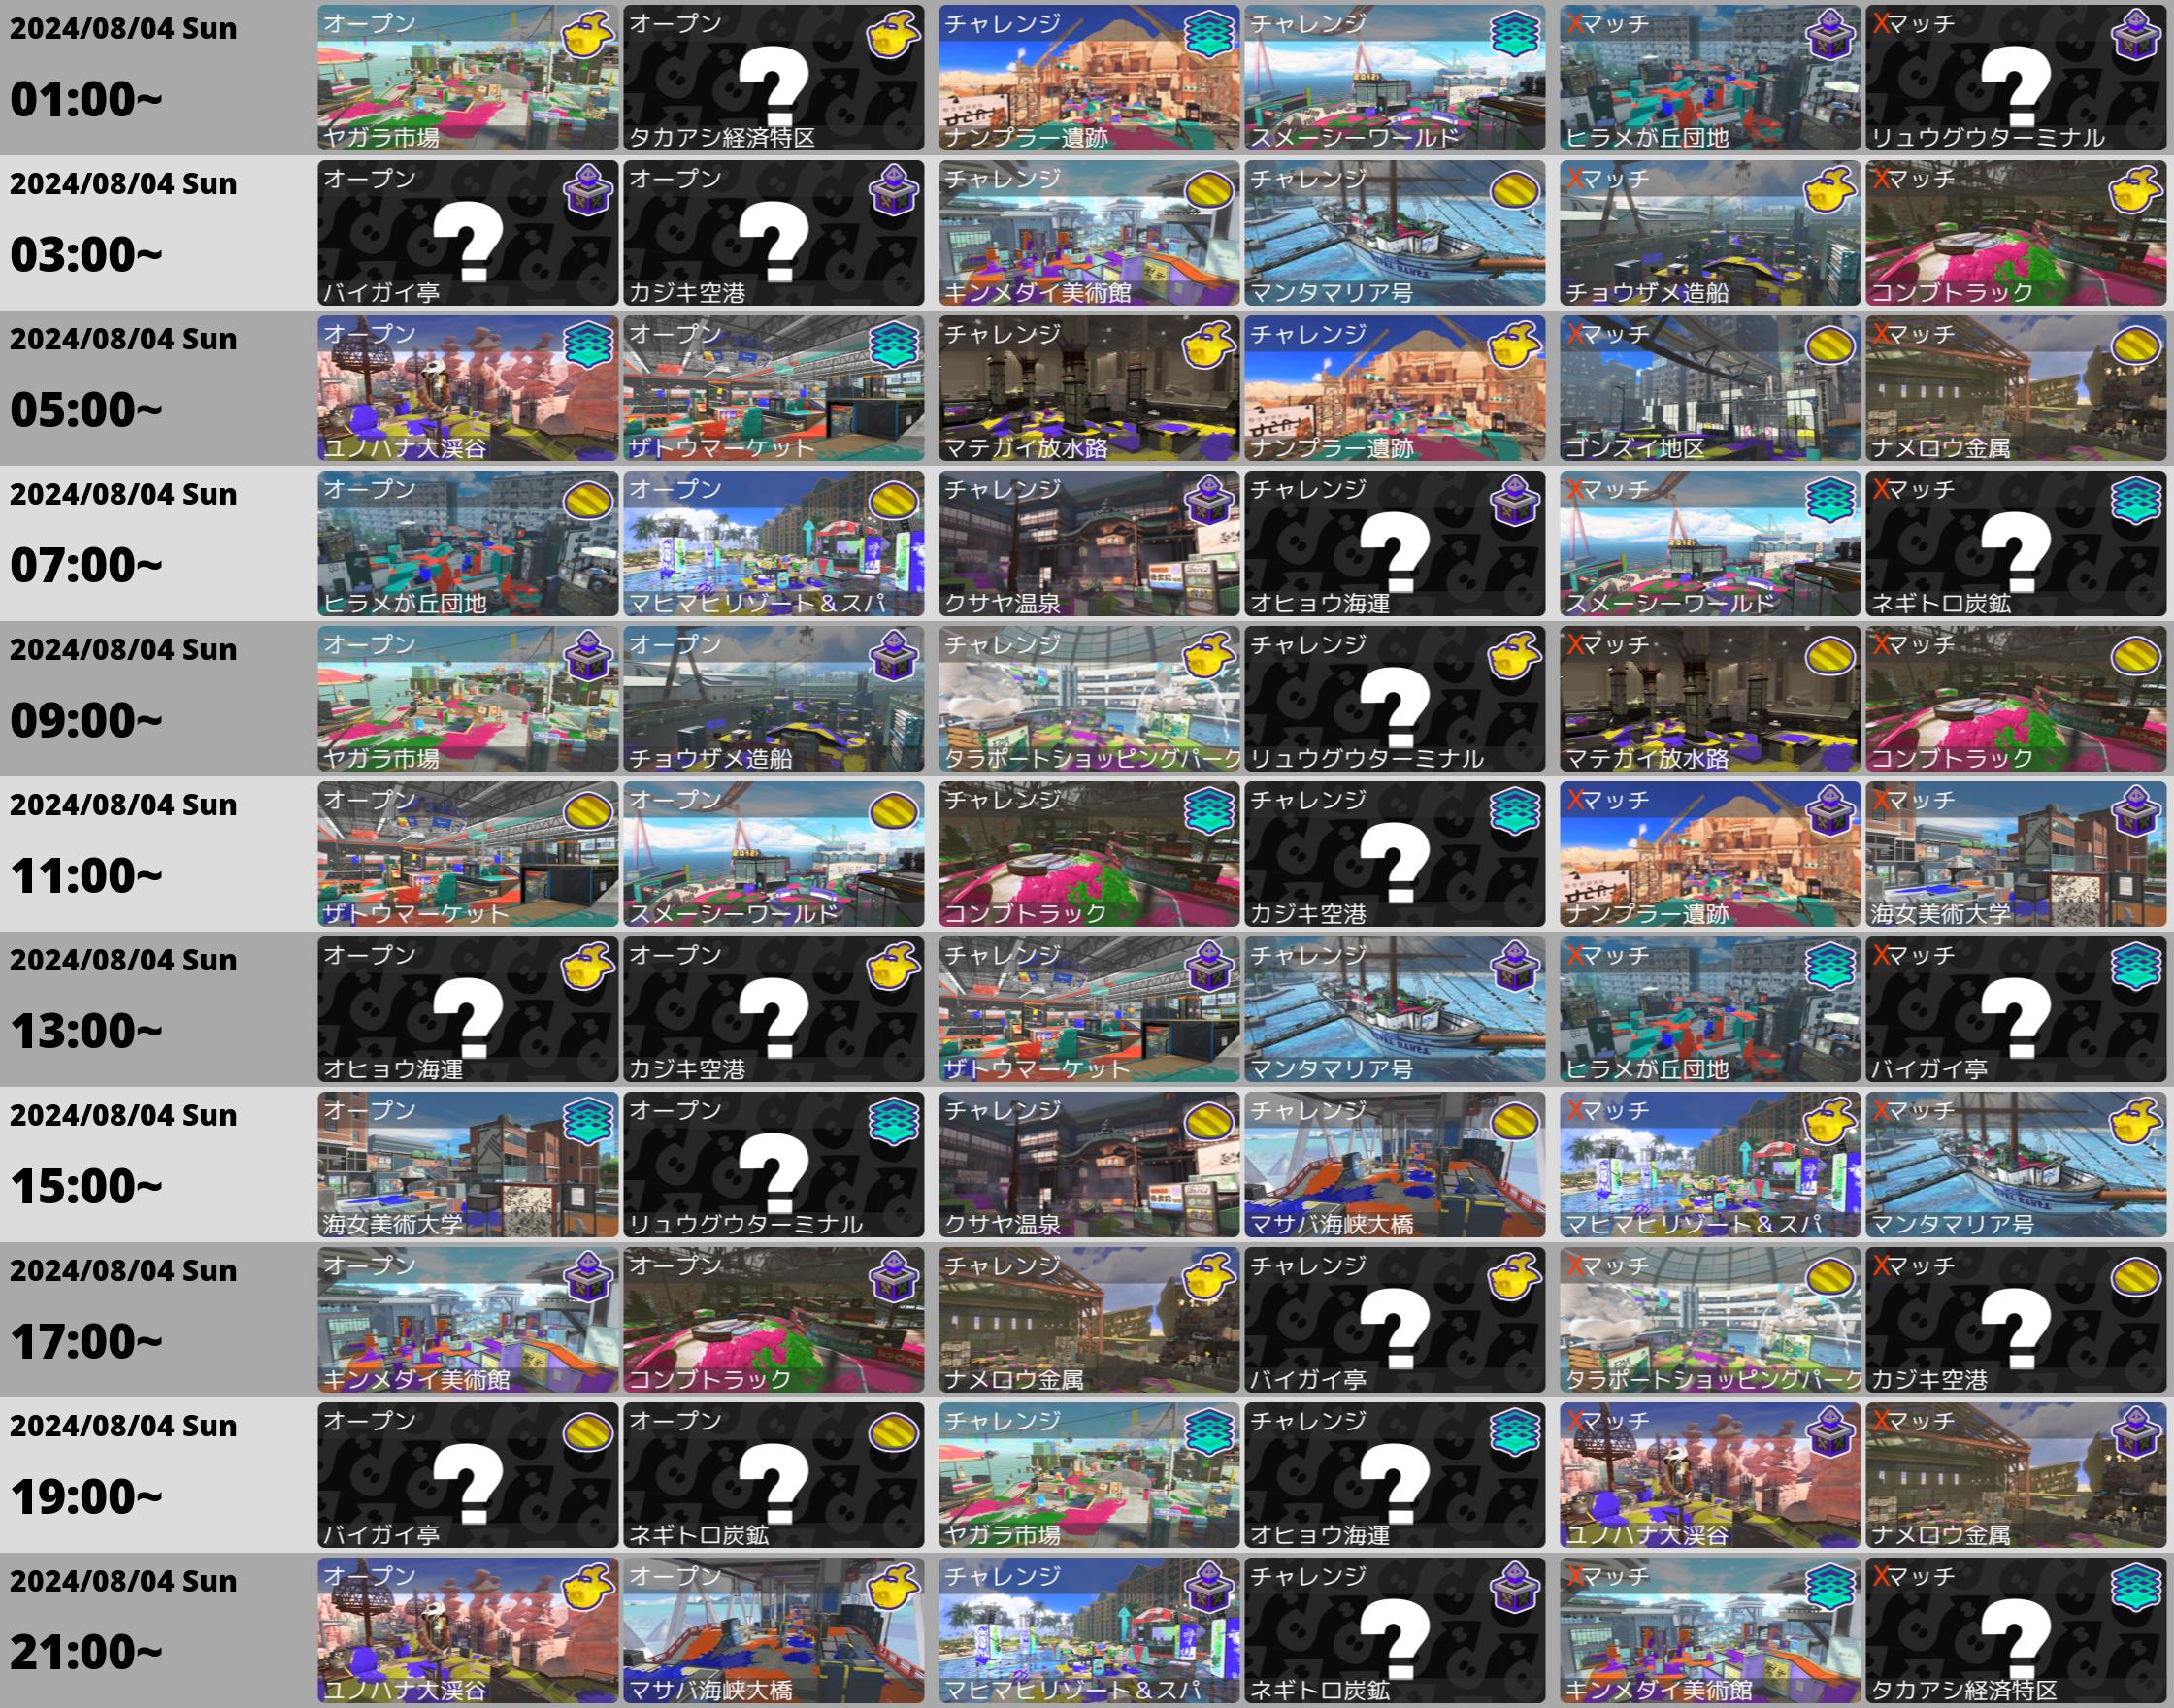 2024/08/04 Sun
01:00~
オープン オープン チャレンジ チャレンジ Xマッチ Xマッチ
ヤガラ市場 タカアシ経済特区 ナンプラー遺跡 スメーシーワールド ヒラメが丘団地 リュウグウターミナル
2024/08/04 Sun
03:00~
オープン オープン チャレンジ チャレンジ Xマッチ Xマッチ
バイガイ亭 カジキ空港 キンメダイ美術館 マンタマリア号 チョウザメ造船 コンブトラック
2024/08/04 Sun
05:00~
オープン オープン チャレンジ チャレンジ Xマッチ Xマッチ
ユノハナ大渓谷 ザトウマーケット マテガイ放水路 ナンプラー遺跡 ゴンズイ地区 ナメロウ金属
2024/08/04 Sun
07:00~
オープン オープン チャレンジ チャレンジ Xマッチ Xマッチ
ヒラメが丘団地 マヒマヒリゾート＆スパ クサヤ温泉 オヒョウ海運 スメーシーワールド ネギトロ炭鉱
2024/08/04 Sun
09:00~
オープン オープン チャレンジ チャレンジ Xマッチ Xマッチ
ヤガラ市場 チョウザメ造船 タラポートショッピングパーク リュウグウターミナル マテガイ放水路 コンブトラック
2024/08/04 Sun
11:00~
オープン オープン チャレンジ チャレンジ Xマッチ Xマッチ
ザトウマーケット スメーシーワールド コンブトラック カジキ空港 ナンプラー遺跡 海女美術大学
2024/08/04 Sun
13:00~
オープン オープン チャレンジ チャレンジ Xマッチ Xマッチ
オヒョウ海運 カジキ空港 ザトウマーケット マンタマリア号 ヒラメが丘団地 バイガイ亭
2024/08/04 Sun
15:00~
オープン オープン チャレンジ チャレンジ Xマッチ Xマッチ
海女美術大学 リュウグウターミナル クサヤ温泉 マサバ海峡大橋 マヒマヒリゾート＆スパ マンタマリア号
2024/08/04 Sun
17:00~
オープン オープン チャレンジ チャレンジ Xマッチ Xマッチ
キンメダイ美術館 コンブトラック ナメロウ金属 バイガイ亭 タラポートショッピングパーク カジキ空港
2024/08/04 Sun
19:00~
オープン オープン チャレンジ チャレンジ Xマッチ Xマッチ
バイガイ亭 ネギトロ炭鉱 ヤガラ市場 オヒョウ海運 ユノハナ大渓谷 ナメロウ金属
2024/08/04 Sun
21:00~
オープン オープン チャレンジ チャレンジ Xマッチ Xマッチ
ユノハナ大渓谷 マサバ海峡大橋 マヒマヒリゾート＆スパ ネギトロ炭鉱 キンメダイ美術館 タカアシ経済特区